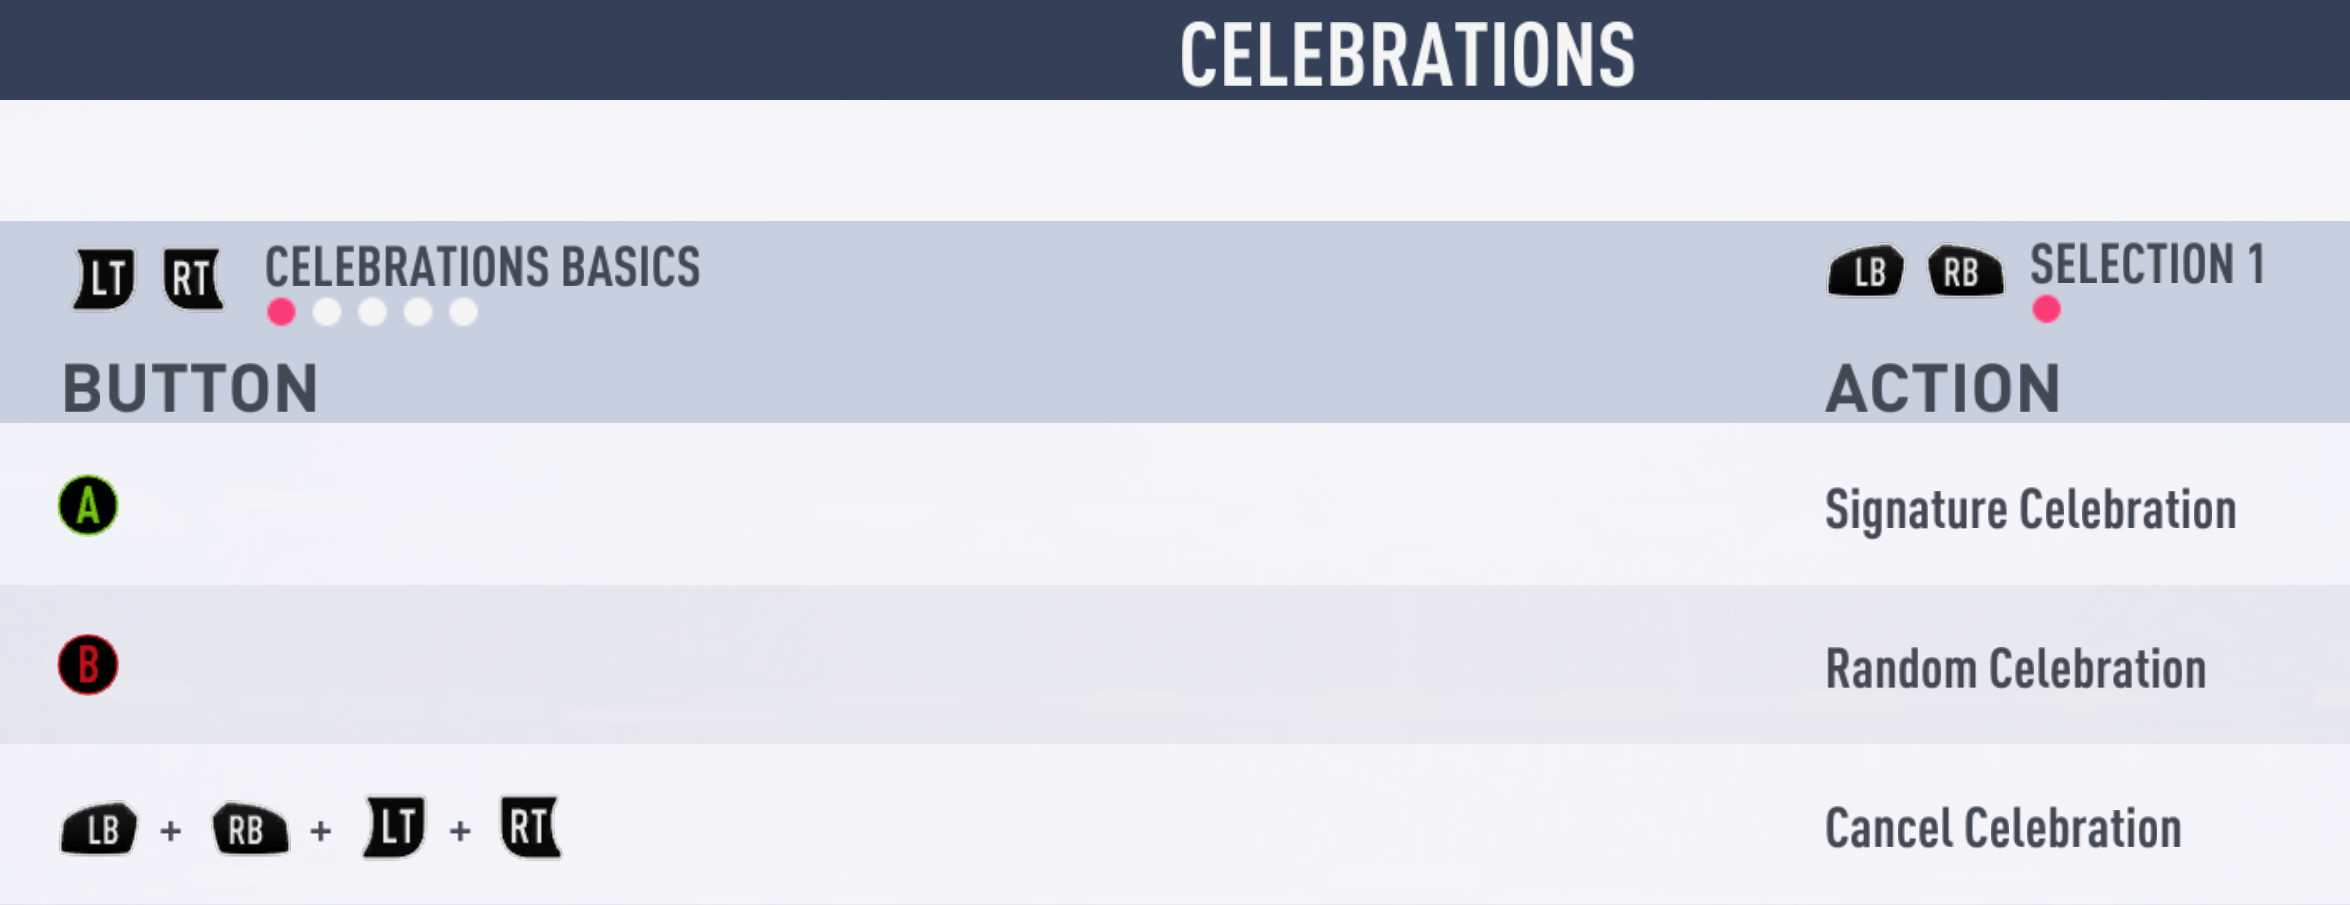 CELEBRATIONS
LT RT CELEBRATIONS BASICS LB RB SELECTION 1
BUTTON ACTION
A Signature Celebration
B Random Celebration
LB + RB + LT + RT Cancel Celebration